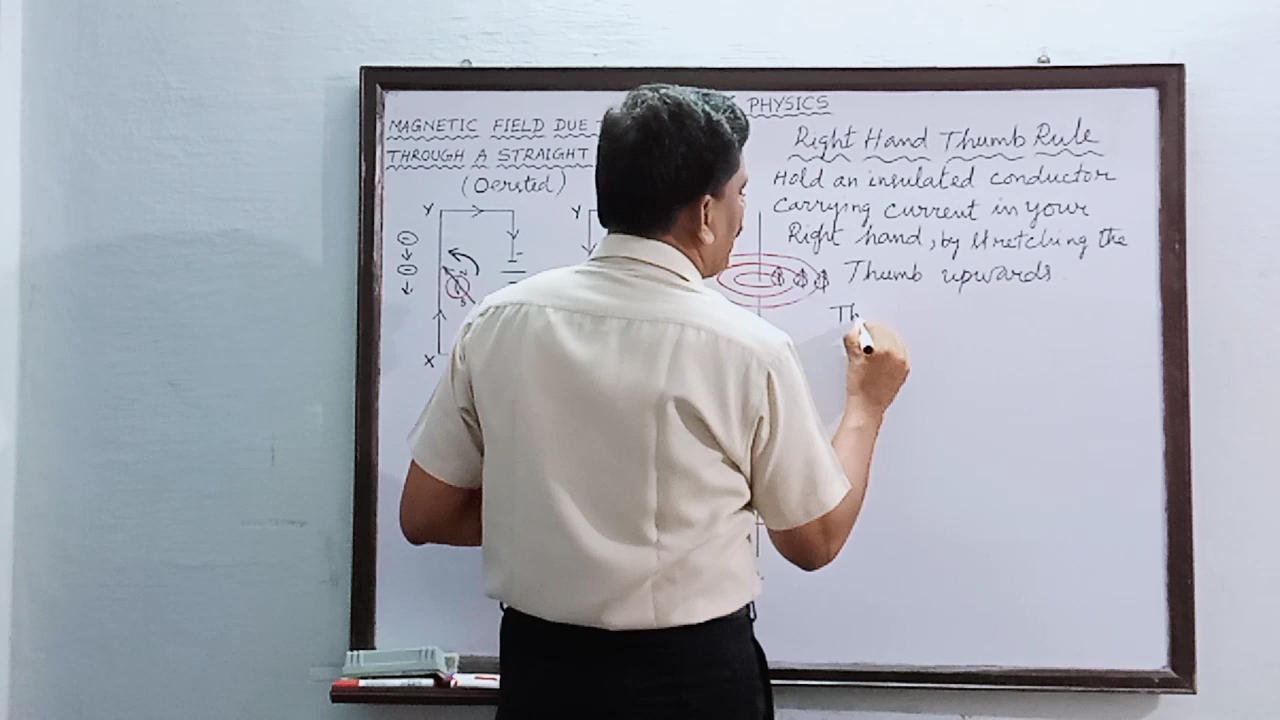 PHYSICS
MAGNETIC FIELD DUE
THROUGH A STRAIGHT
(Oersted)
Y
X
Y
Right Hand Thumb Rule
Hold an insulated conductor
carrying current in your
Right hand, by stretching the
Thumb upwards.
Th